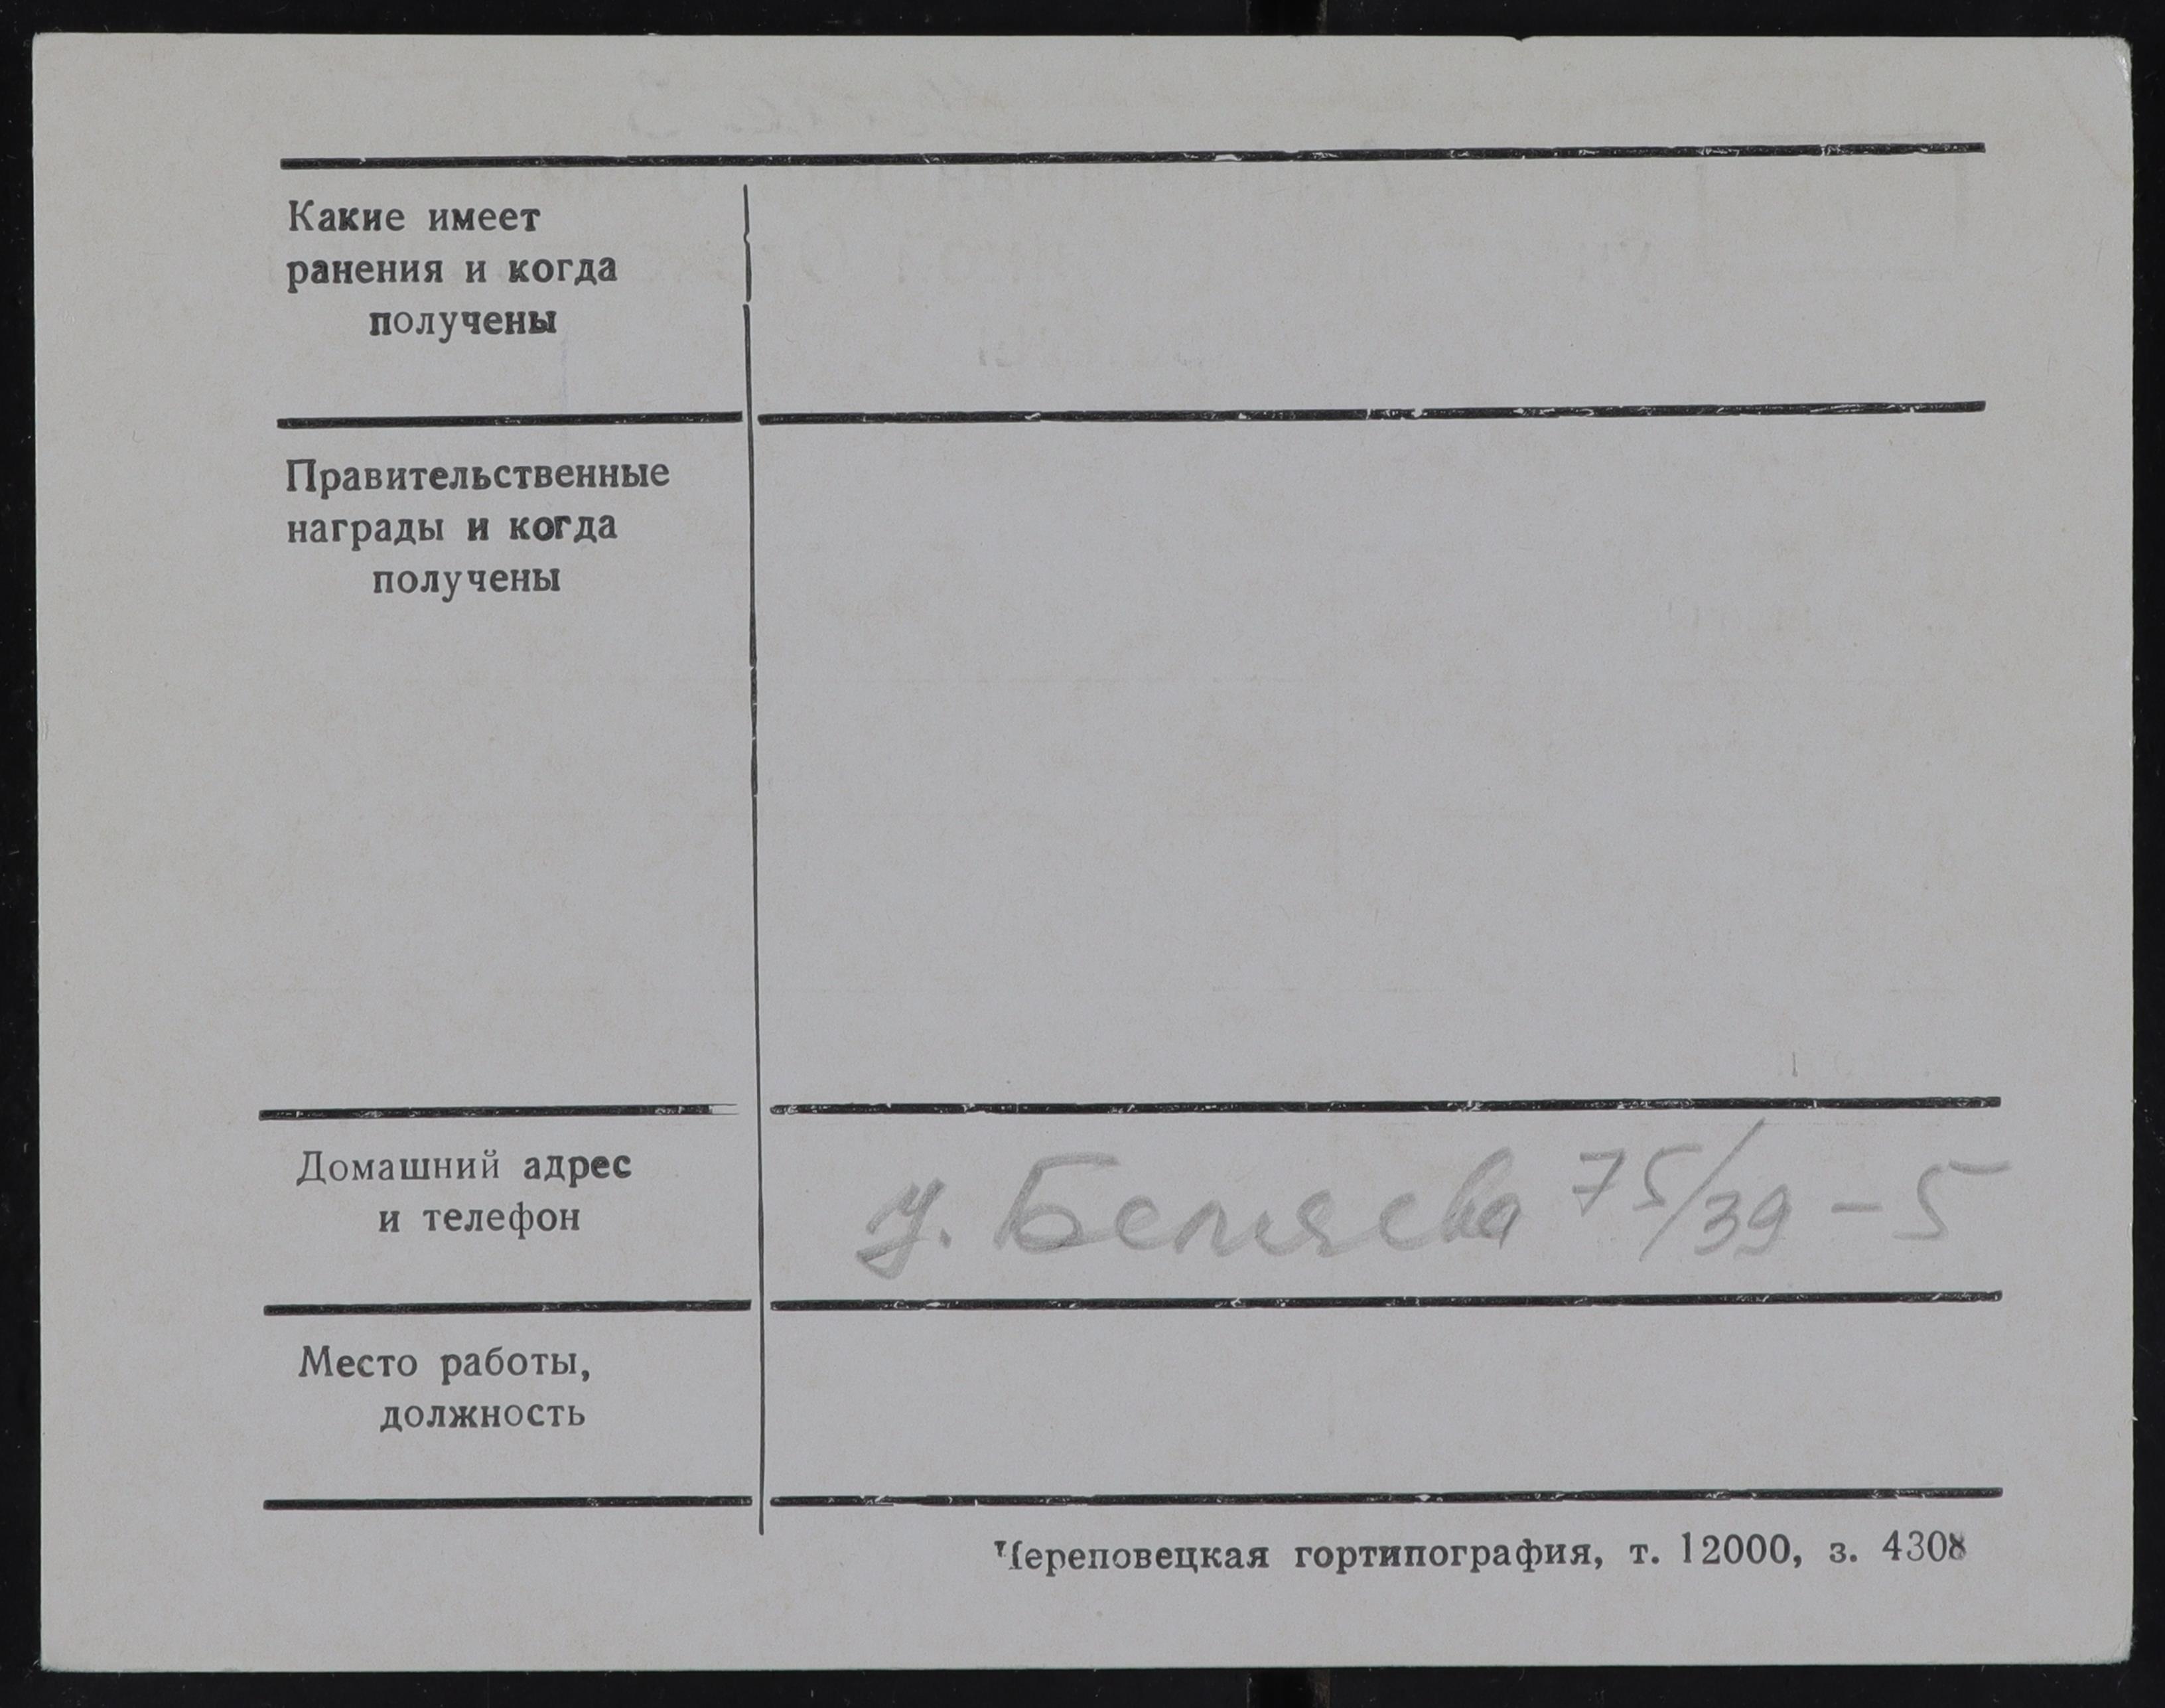 Какие имеет
ранения и когда
получены
Правительственные
награды и когда
получены
Домашний адрес
и телефон
у. Беляева 75/39 – 5
Место работы,
должность
Череповецкая гортипография, т. 12000, з. 4308